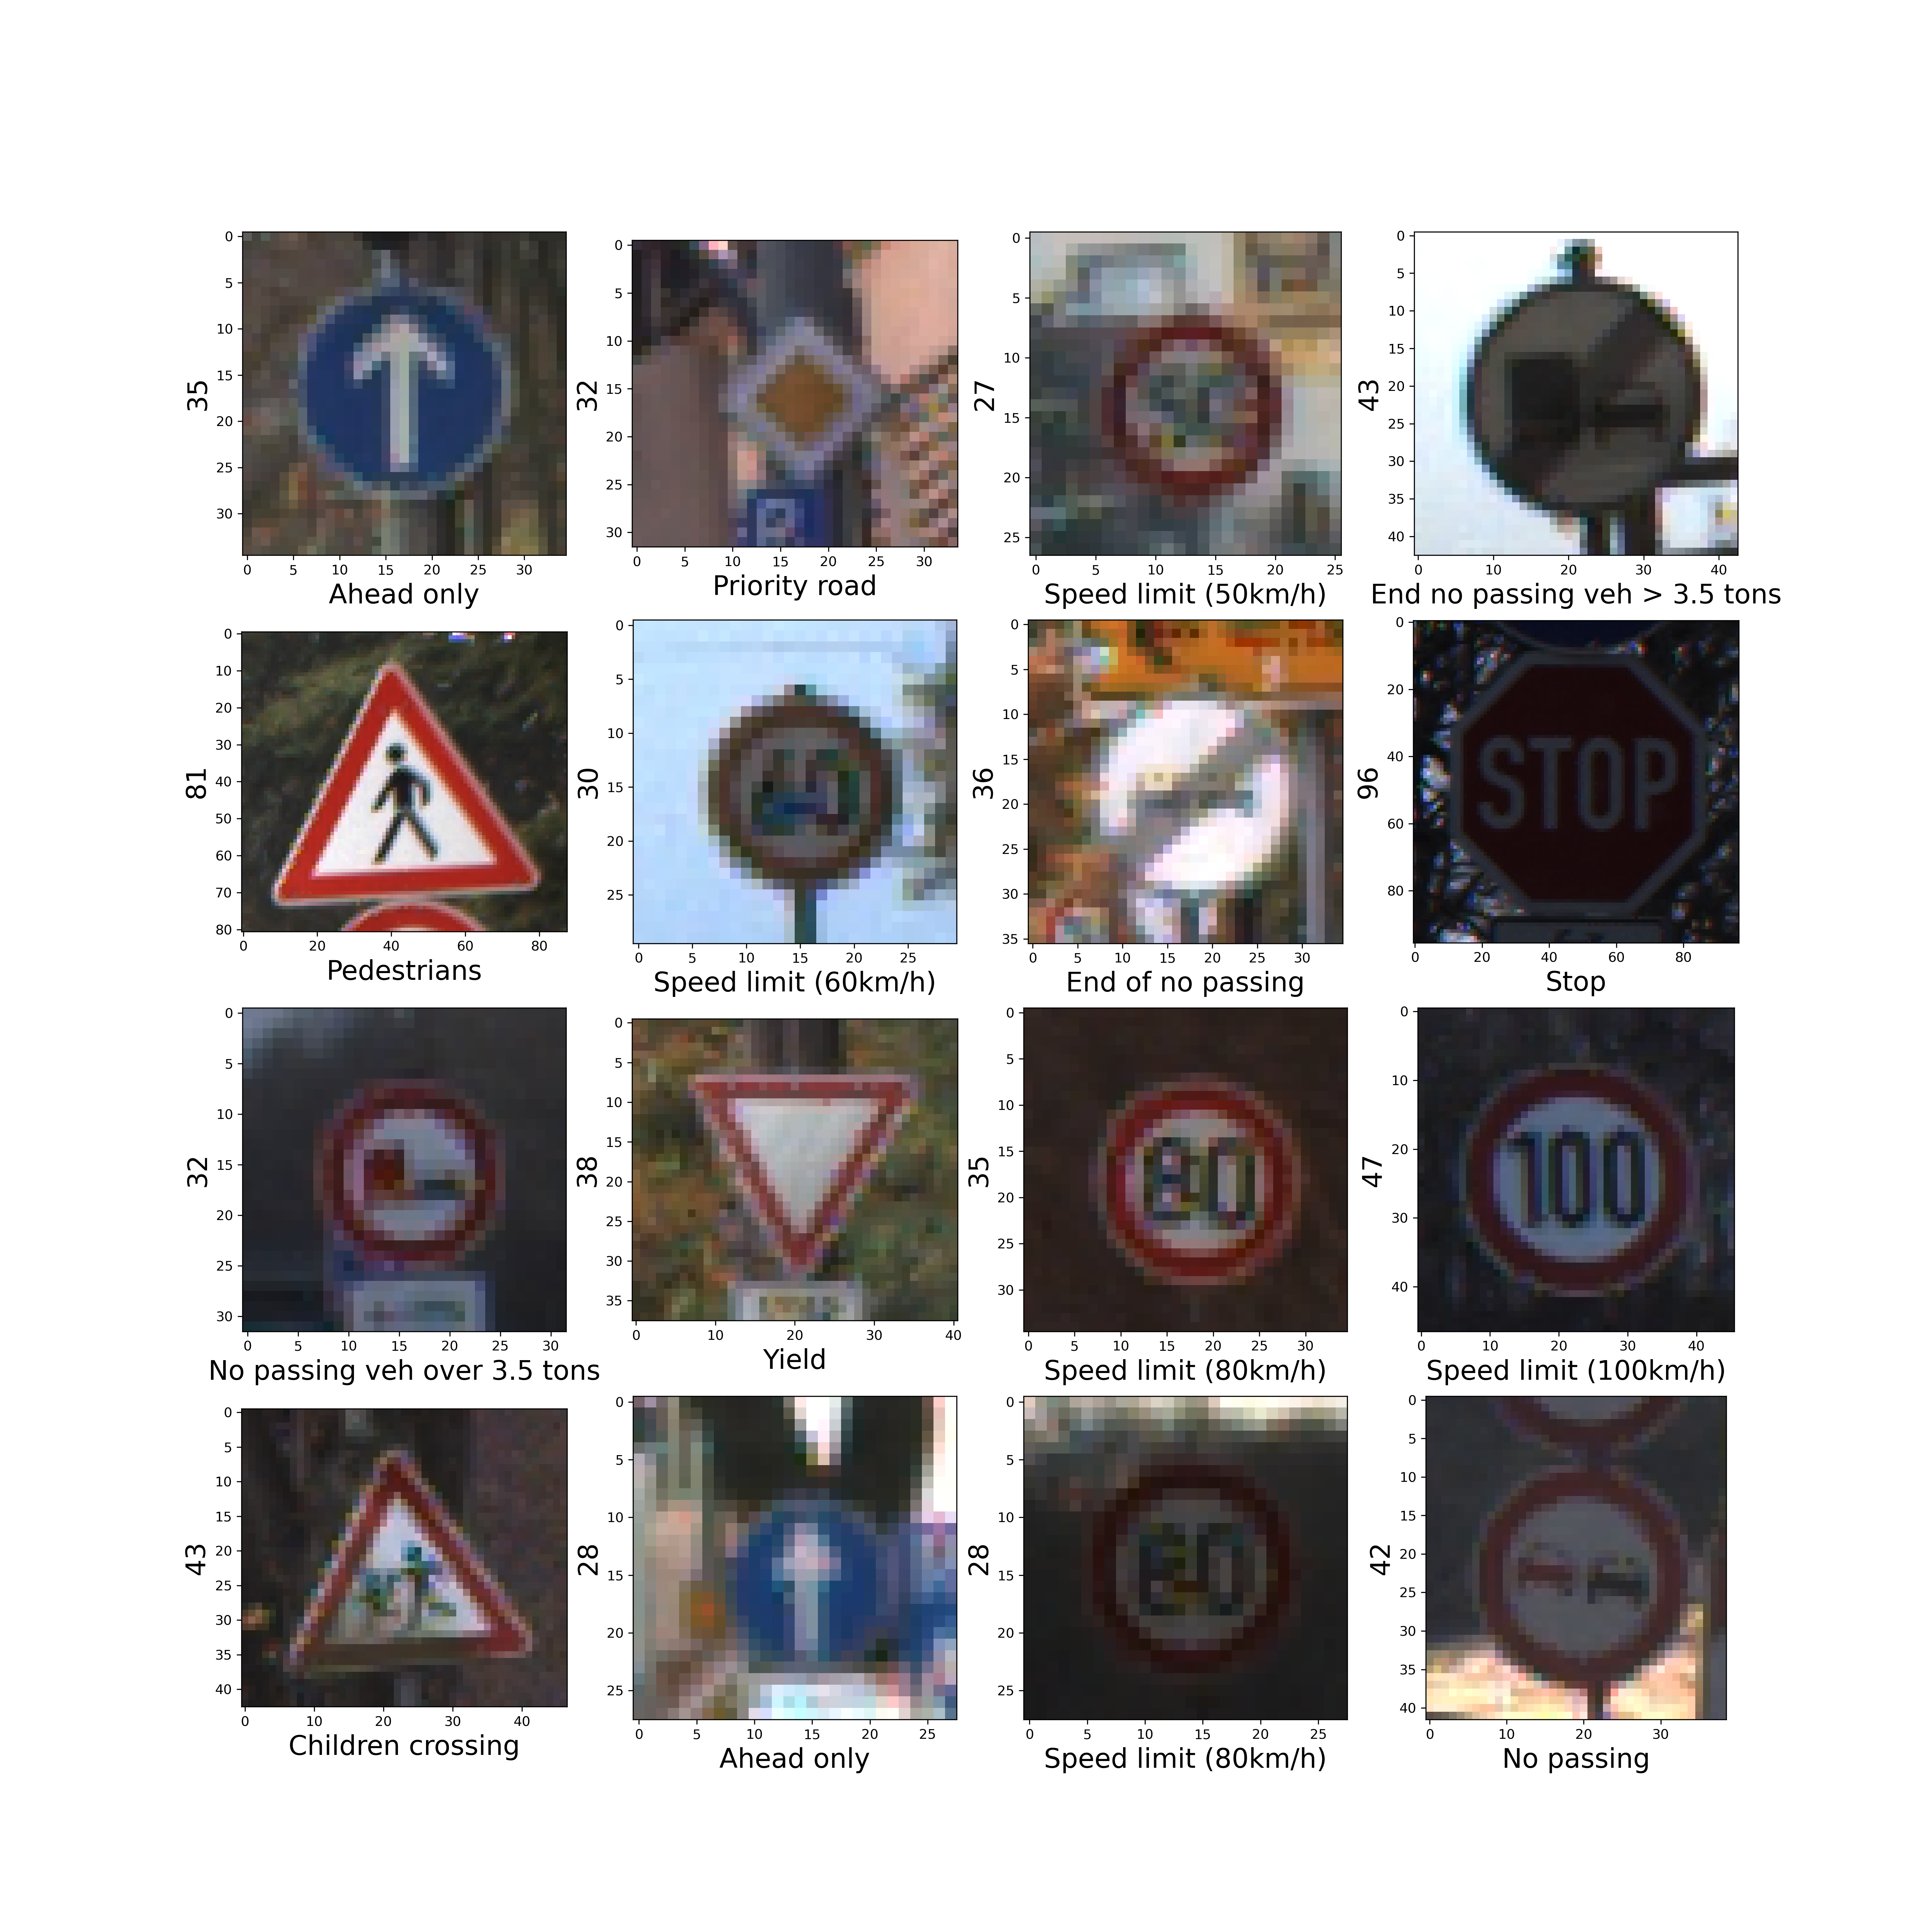 35
Ahead only
32
Priority road
27
Speed limit (50km/h)
43
End no passing veh > 3.5 tons
81
Pedestrians
30
Speed limit (60km/h)
36
End of no passing
96
STOP
Stop
32
No passing veh over 3.5 tons
38
Yield
35
80
Speed limit (80km/h)
47
100
Speed limit (100km/h)
43
Children crossing
28
Ahead only
28
80
Speed limit (80km/h)
42
No passing